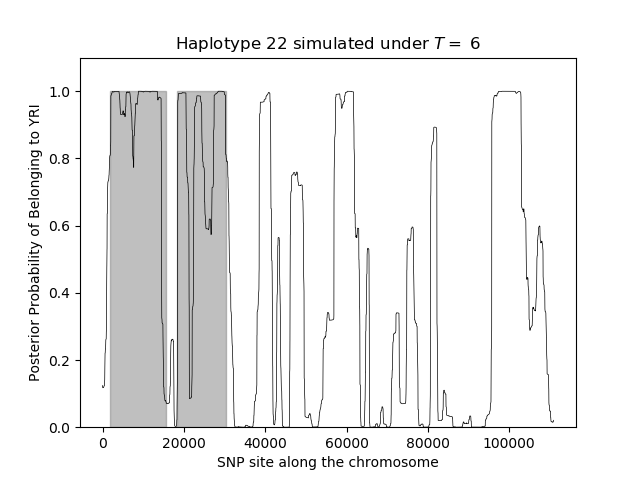 Haplotype 22 simulated under T = 6
Posterior Probability of Belonging to YRI
1.0
0.8
0.6
0.4
0.2
0.0
0 20000 40000 60000 80000 100000
SNP site along the chromosome